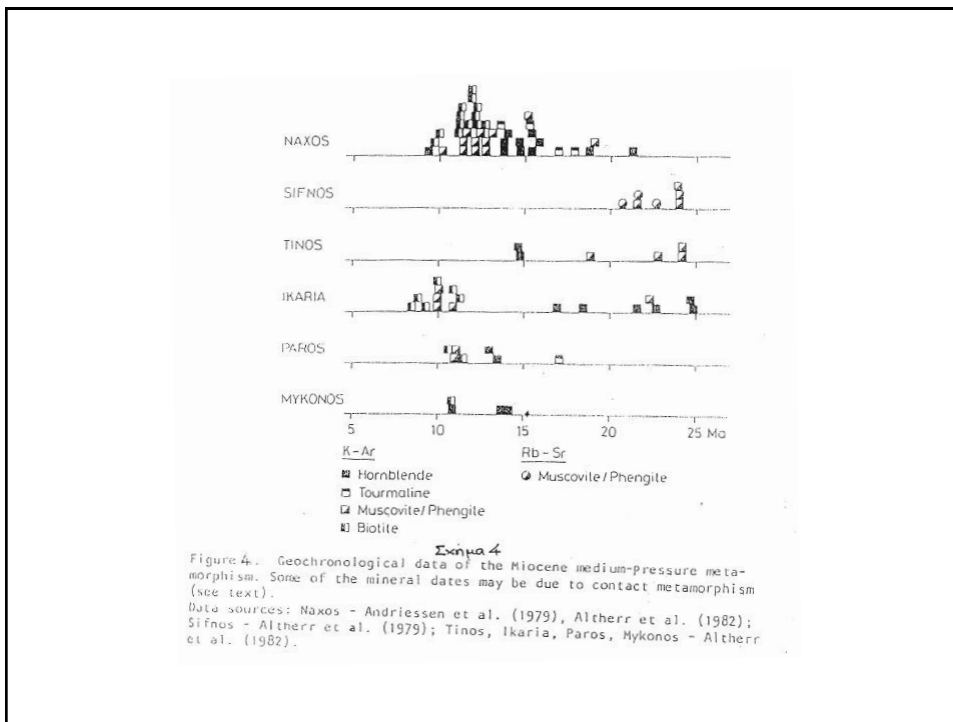 NAXOS
SIFNOS
TINOS
IKARIA
PAROS
MYKONOS
5 10 15 20 25 Ma
K-Ar Rb-Sr
Hornblende Muscovite/Phengite
Tourmaline
Muscovite/Phengite
Biotite
Σχήμα 4
Figure 4. Geochronological data of the Miocene medium-pressure meta-
morphism. Some of the mineral dates may be due to contact metamorphism
(see text).
Data sources: Naxos - Andriessen et al. (1979), Altherr et al. (1982);
Sifnos - Altherr et al. (1979); Tinos, Ikaria, Paros, Mykonos - Altherr
et al. (1982).